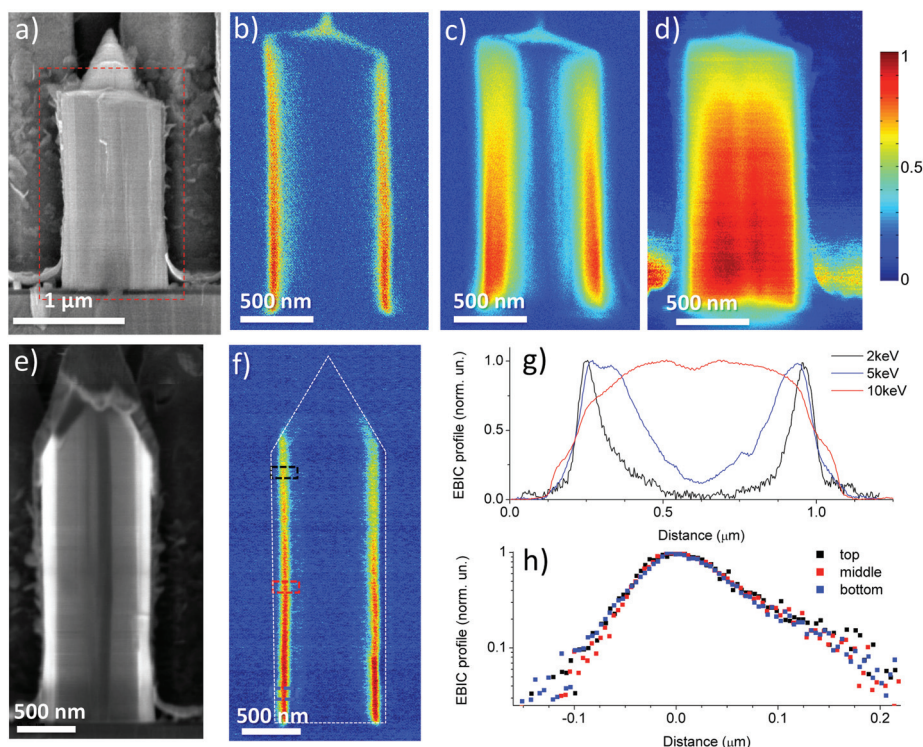 a)
1 μm
b)
500 nm
c)
500 nm
d)
500 nm
1
0.5
0
e)
500 nm
f)
500 nm
g)
EBIC profile (norm. un.)
1.0
0.5
0.0
0.0
0.5
1.0
Distance (μm)
2keV
5keV
10keV
h)
EBIC profile (norm. un.)
1
0.1
-0.1
0.0
0.1
0.2
Distance (μm)
top
middle
bottom